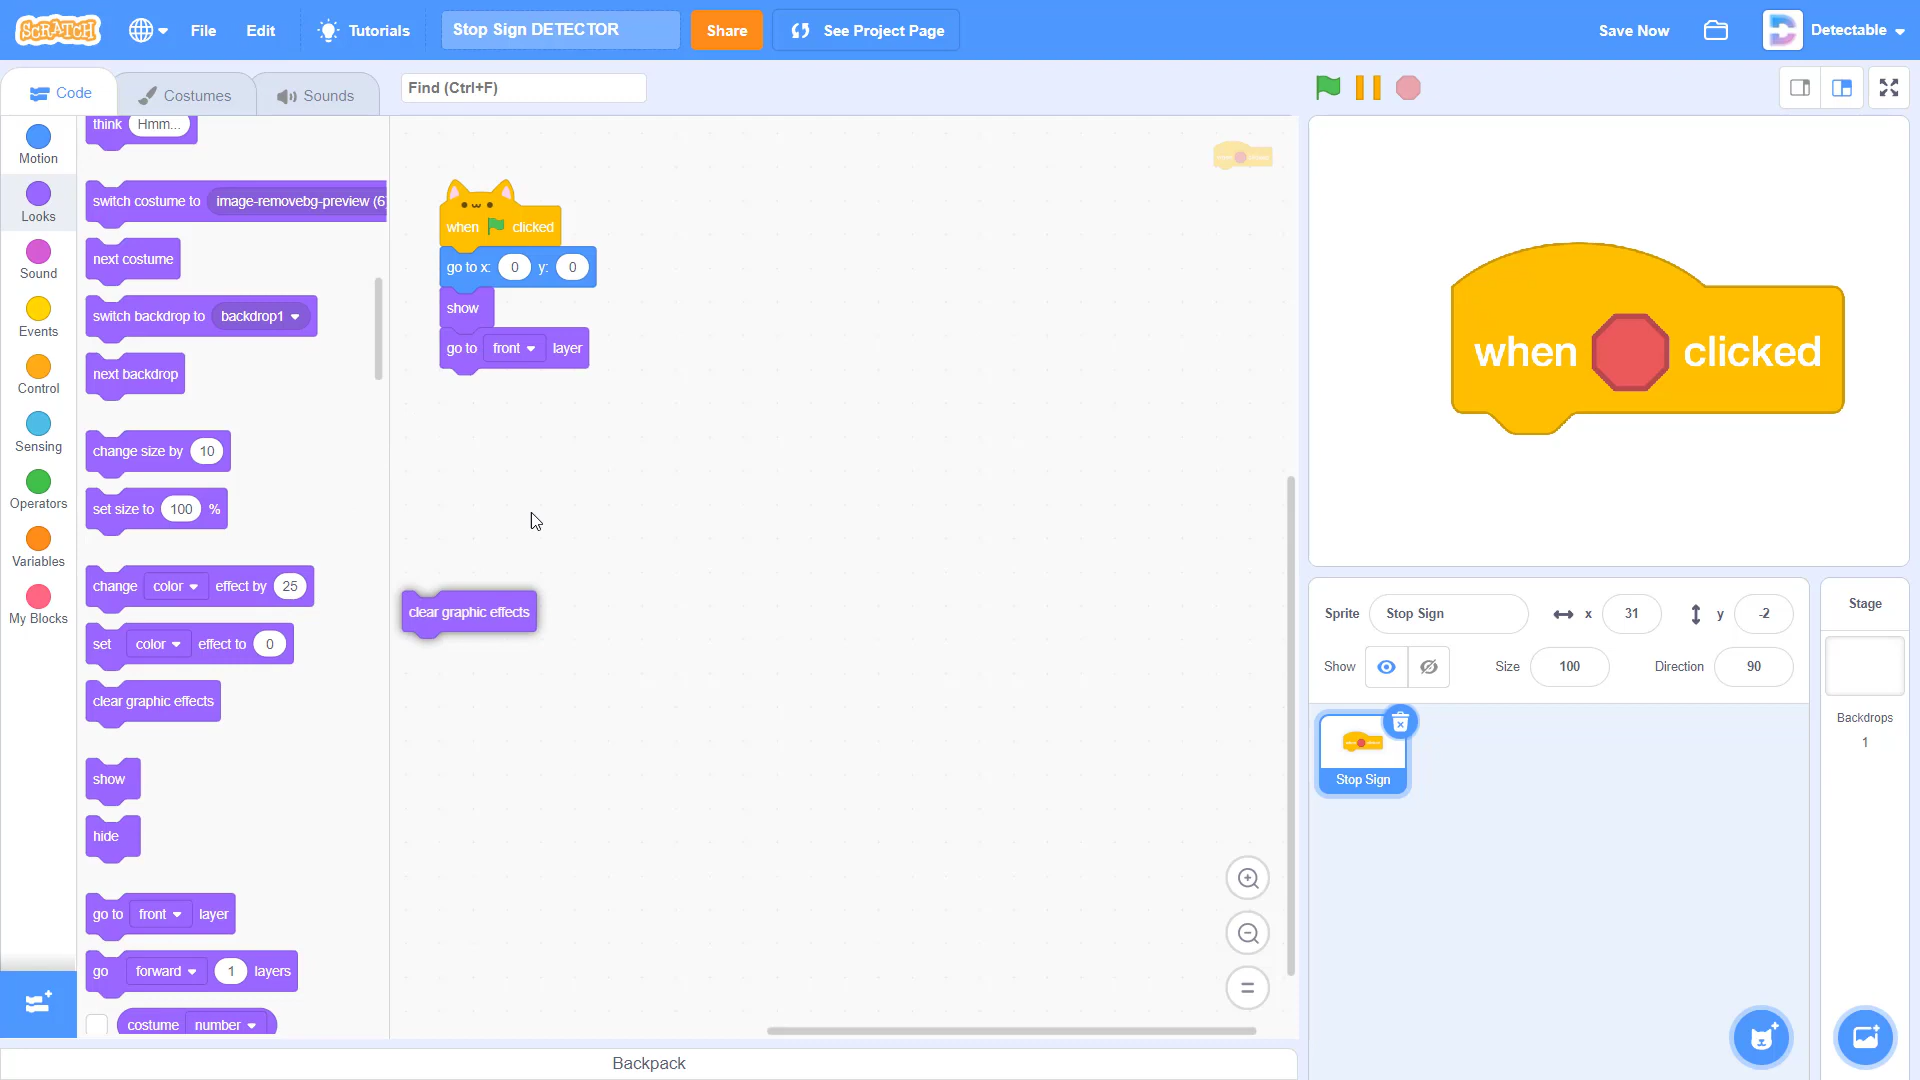 SCRATCH File Edit Tutorials Stop Sign DETECTOR Share See Project Page Save Now Detectable
Code Costumes Sounds Find (Ctrl+F)
Motion
Looks
Sound
Events
Control
Sensing
Operators
Variables
My Blocks
think Hmm...
switch costume to image-removebg-preview (6
next costume
switch backdrop to backdrop1
next backdrop
change size by 10
set size to 100 %
change color effect by 25
set color effect to 0
clear graphic effects
show
hide
go to front layer
go forward 1 layers
costume number
when clicked
go to x: 0 y: 0
show
go to front layer
clear graphic effects
when clicked
Sprite Stop Sign x 31 y -2
Show Size 100 Direction 90
Stop Sign
Stage
Backdrops
1
Backpack